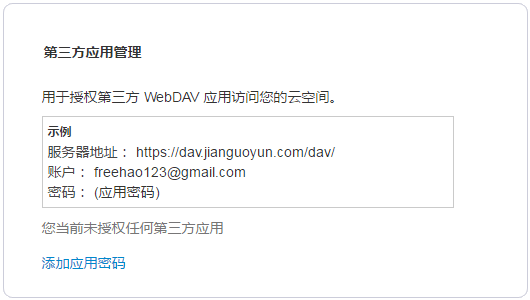 第三方应用管理
用于授权第三方 WebDAV 应用访问您的云空间。
示例
服务器地址： https://dav.jianguoyun.com/dav/
账户： freehao123@gmail.com
密码： (应用密码)
您当前未授权任何第三方应用
添加应用密码